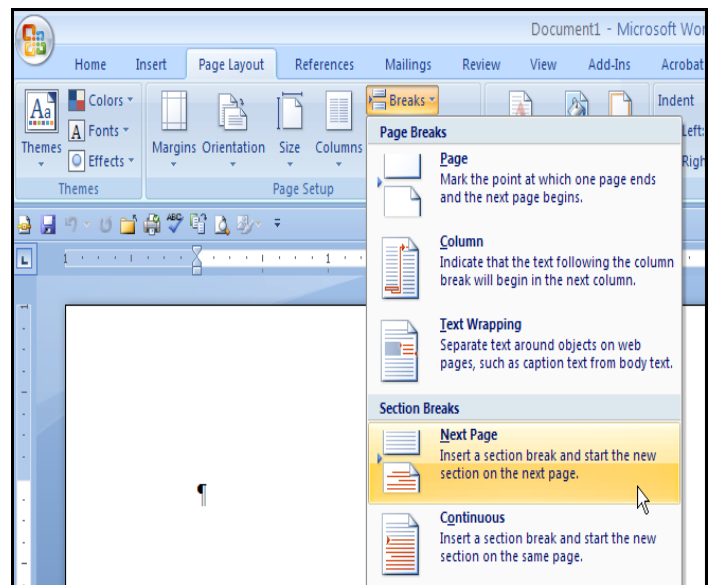 Document1 - Microsoft Wor
Home Insert Page Layout References Mailings Review View Add-Ins Acrobat
Aa Colors Breaks Indent
A Fonts Left:
Themes Effects Margins Orientation Size Columns Righ
Themes Page Setup
ABC
L 1 1
Page Breaks
Page
Mark the point at which one page ends
and the next page begins.
Column
Indicate that the text following the column
break will begin in the next column.
Text Wrapping
Separate text around objects on web
pages, such as caption text from body text.
Section Breaks
Next Page
Insert a section break and start the new
section on the next page.
¶
Continuous
Insert a section break and start the new
section on the same page.